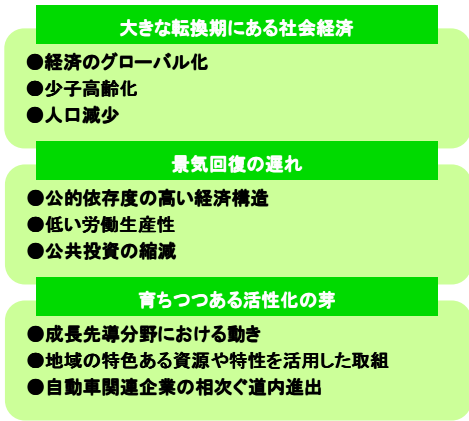 大きな転換期にある社会経済
●経済のグローバル化
●少子高齢化
●人口減少
景気回復の遅れ
●公的依存度の高い経済構造
●低い労働生産性
●公共投資の縮減
育ちつつある活性化の芽
●成長先導分野における動き
●地域の特色ある資源や特性を活用した取組
●自動車関連企業の相次ぐ道内進出